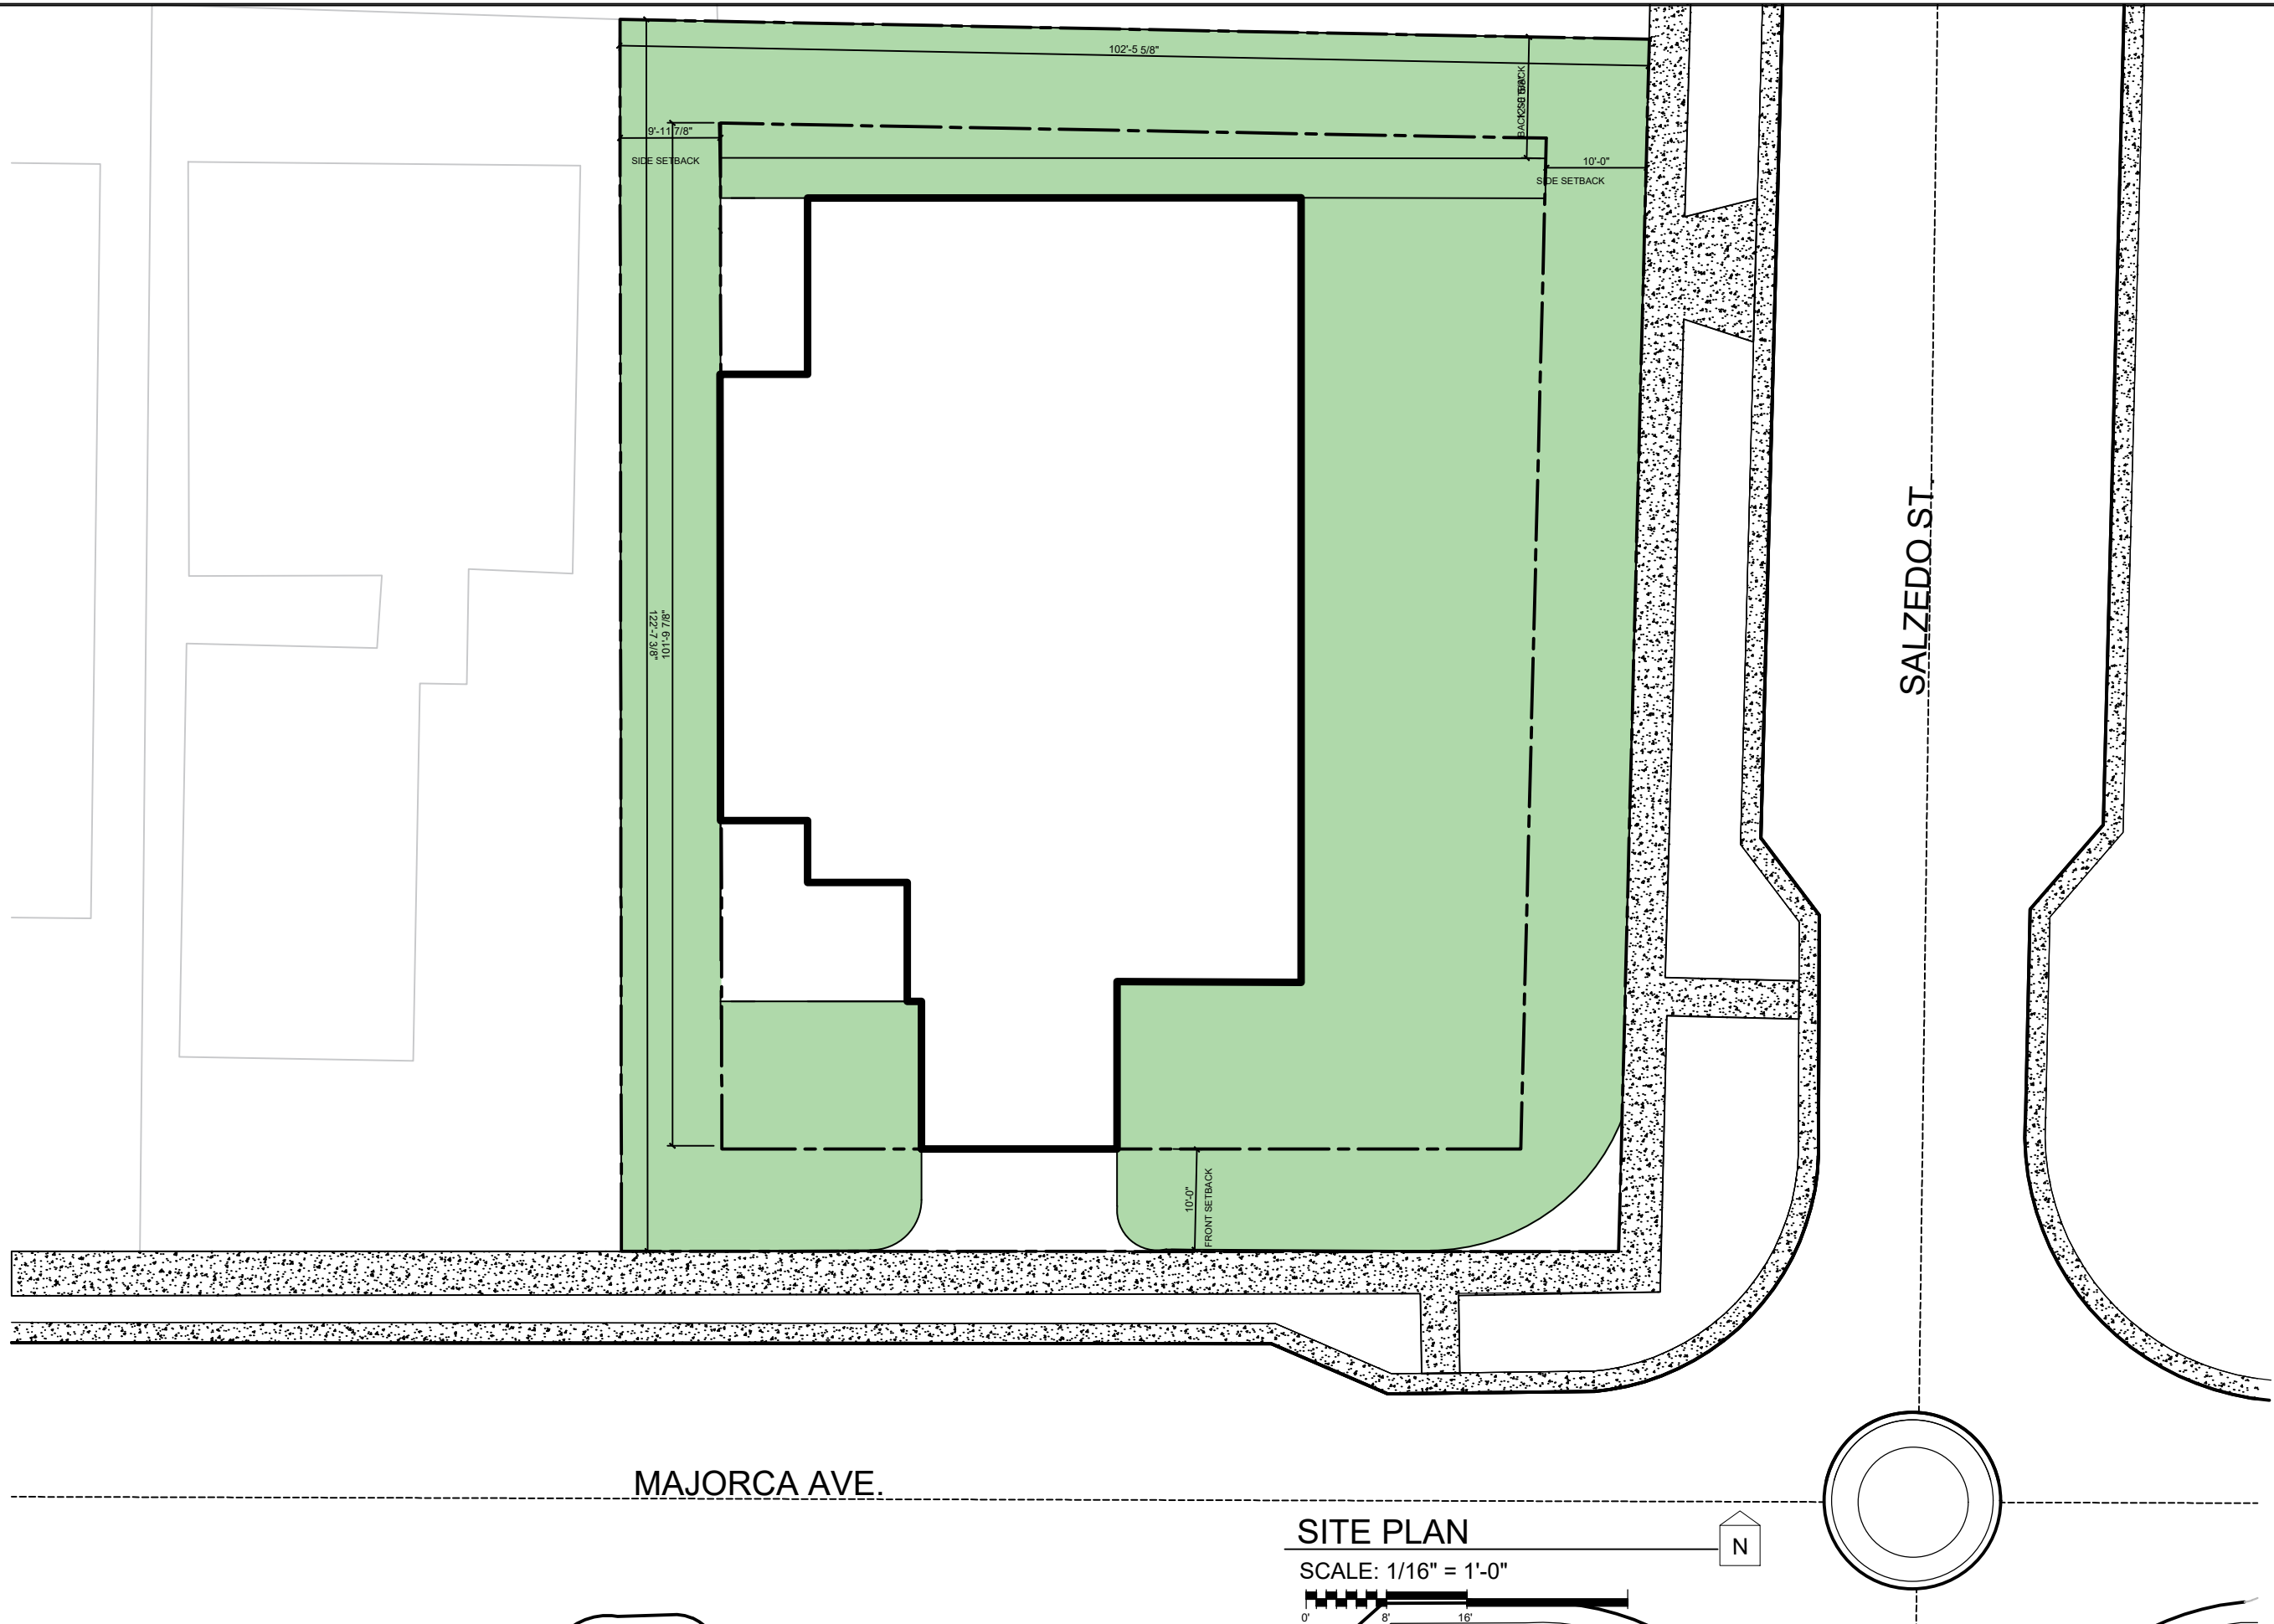 102'-5 5/8"
9'-11 7/8"
SIDE SETBACK
10'-0"
SIDE SETBACK
122'-7 3/8"
101'-9 7/8"
SALZEDO ST.
10'-0"
FRONT SETBACK
MAJORCA AVE.
SITE PLAN
N
SCALE: 1/16" = 1'-0"
0' 8' 16'